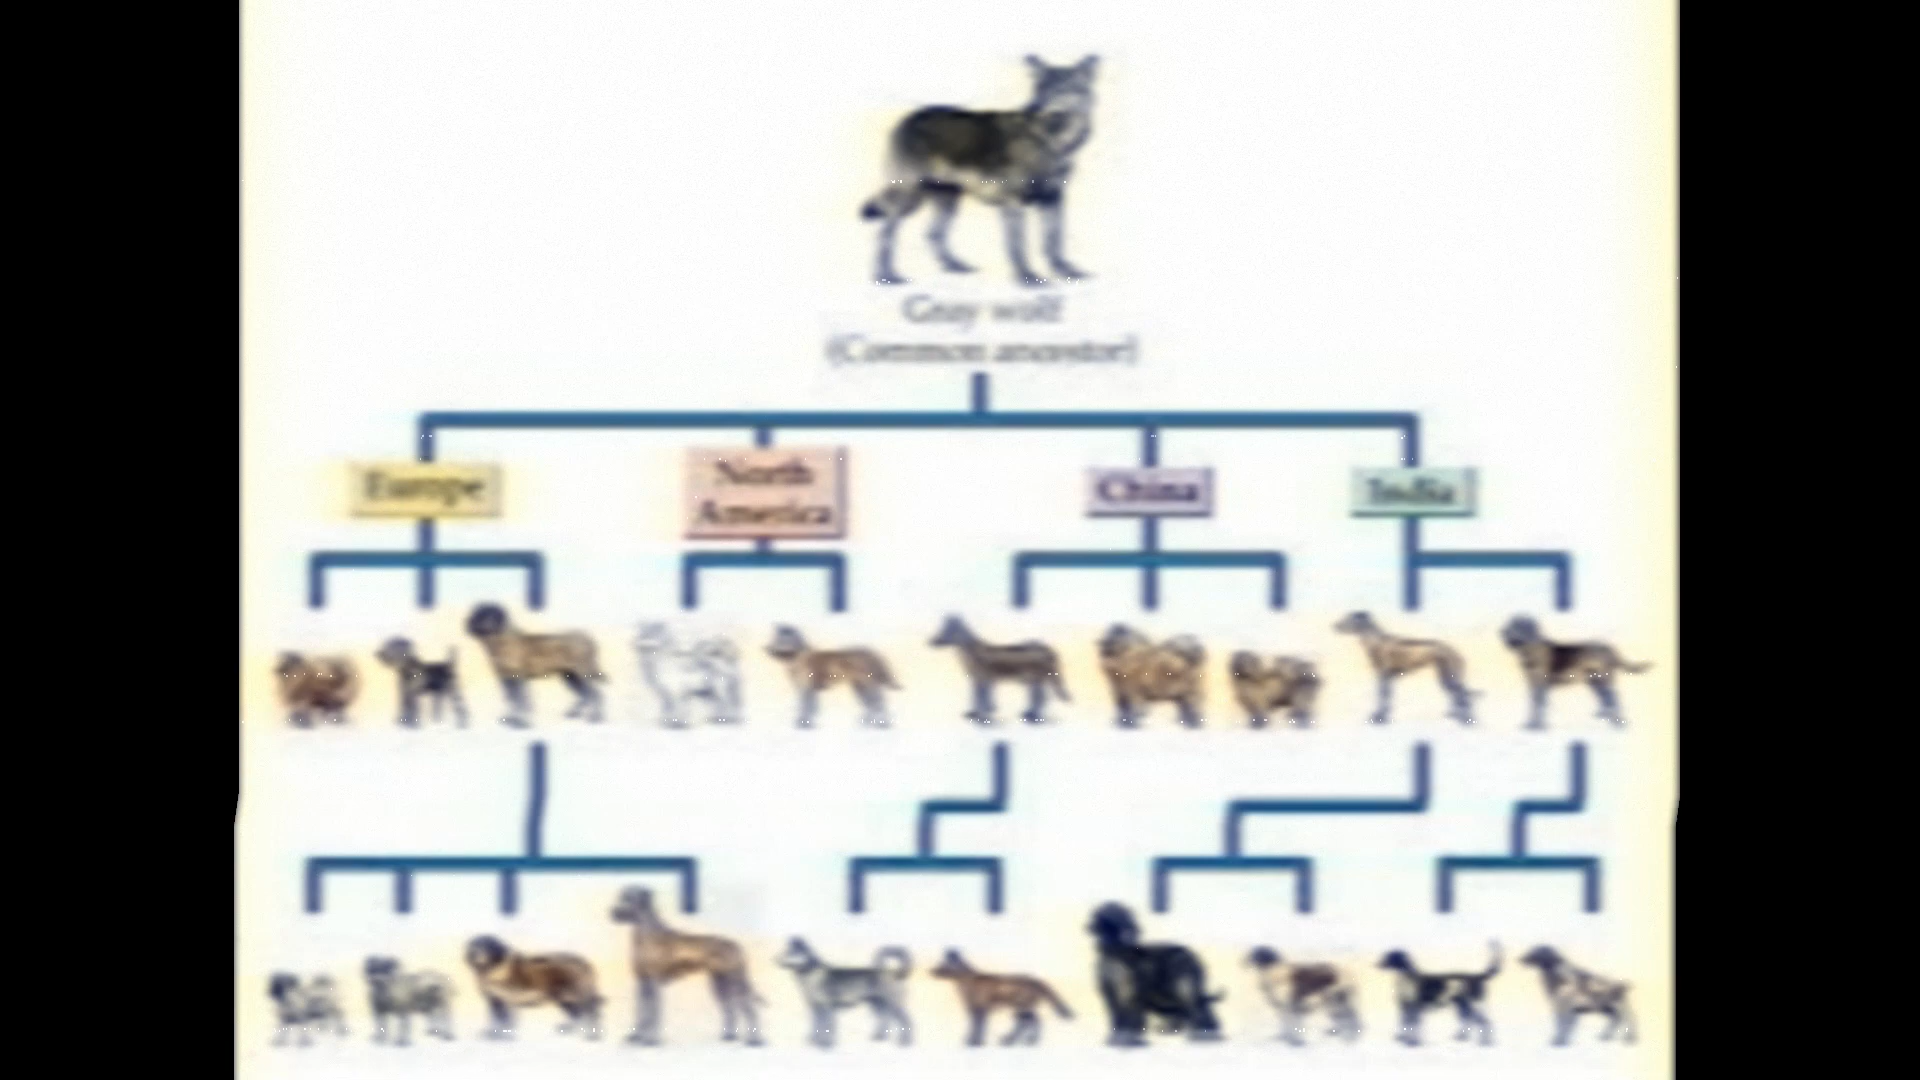 Gray wolf
(Common ancestor)
Europe
North
America
China
India